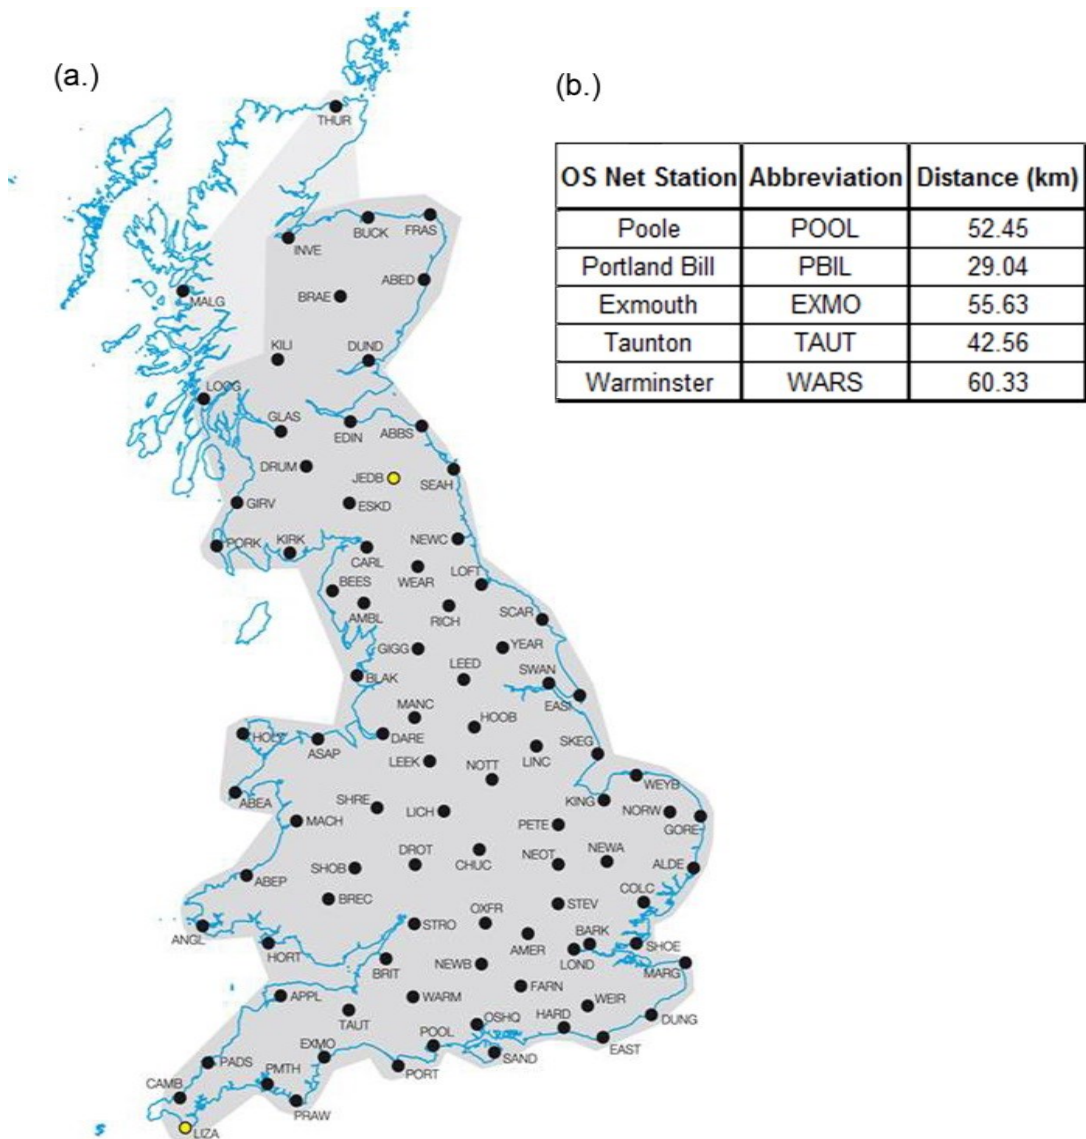 (a.)
(b.)
OS Net Station Abbreviation Distance (km)
Poole POOL 52.45
Portland Bill PBIL 29.04
Exmouth EXMO 55.63
Taunton TAUT 42.56
Warminster WARS 60.33
THUR
BUCK
FRAS
INVE
ABED
BRAE
MALG
KILI
DUND
LOCG
GLAS
EDIN
ABBS
DRUM
JEDB
SEAH
GIRV
ESKD
PORK
KIRK
CARL
NEWC
WEAR
LOFT
BEES
AMBL
RICH
SCAR
GIGG
YEAR
LEED
SWAN
BLAK
EASI
MANC
HOOB
HOLY
ASAP
DARE
SKEG
LEEK
NOTT
LINC
WEYB
ABEA
SHRE
LICH
KING
NORW
MACH
PETE
GORE
DROT
CHUC
NEOT
NEWA
SHOB
ALDE
ABEP
BREC
COLC
STEV
OXFR
STRO
ANGL
AMER
BARK
SHOE
HORT
LOND
BRIT
NEWB
MARG
FARN
APPL
WARM
WEIR
TAUT
OSHQ
HARD
DUNG
POOL
EXMO
EAST
SAND
PADS
PORT
PMTH
CAMB
PRAW
LIZA